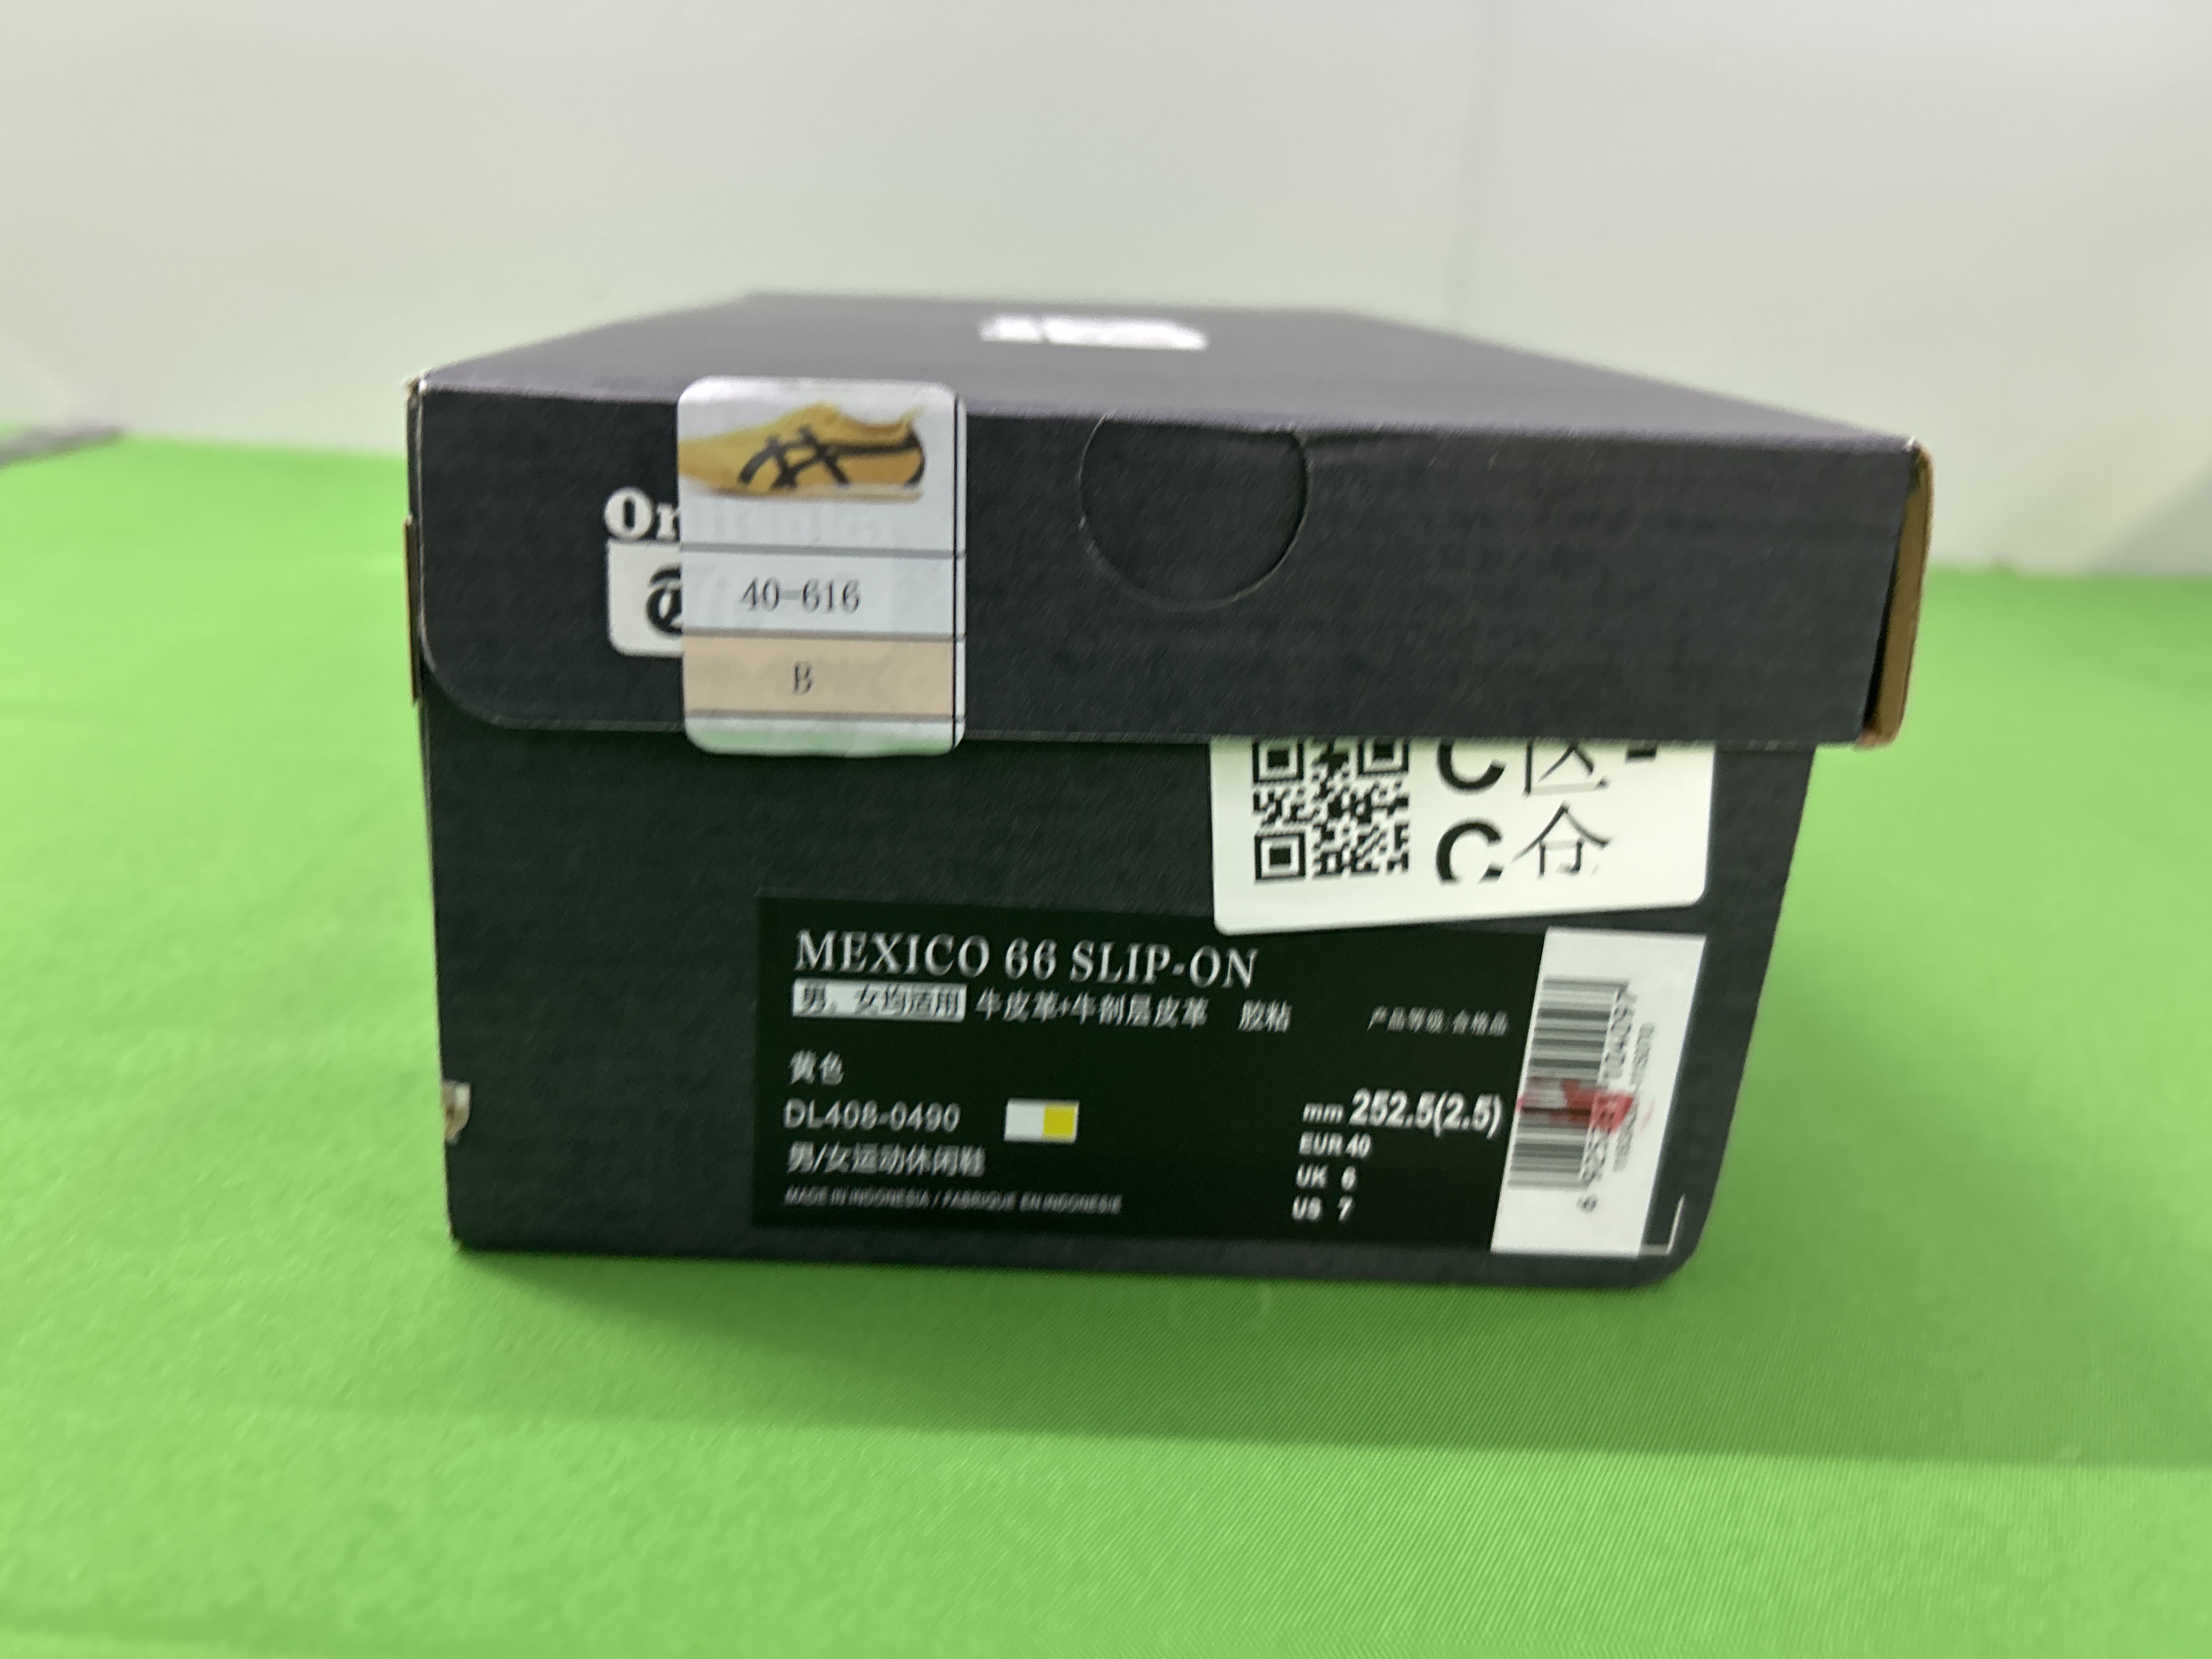 On
40-616
B
C 区
C 仓
MEXICO 66 SLIP-ON
男、女均适用 牛皮革+牛剖层皮革 胶粘 产品等级:合格品
黄色
DL408-0490
mm 252.5(2.5)
EUR 40
男/女运动休闲鞋
UK 6
MADE IN INDONESIA / FABRIQUE EN INDONESIE
US 7